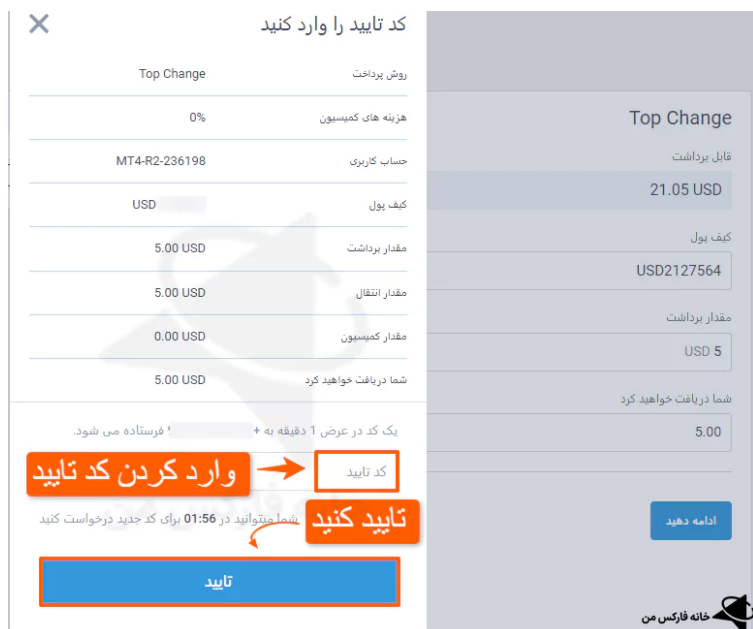 کد تایید را وارد کنید
روش پرداخت Top Change
هزینه های کمیسیون 0%
حساب کاربری MT4-R2-236198
کیف پول USD
مقدار برداشت 5.00 USD
مقدار انتقال 5.00 USD
مقدار کمیسیون 0.00 USD
شما دریافت خواهید کرد 5.00 USD
یک کد در عرض 1 دقیقه به + فرستاده می شود.
کد تایید
وارد کردن کد تایید
شما میتوانید در 01:56 برای کد جدید درخواست کنید
تایید کنید
تایید
Top Change
قابل برداشت
21.05 USD
کیف پول
USD2127564
مقدار برداشت
USD 5
شما دریافت خواهید کرد
5.00
ادامه دهید
خانه فارکس من